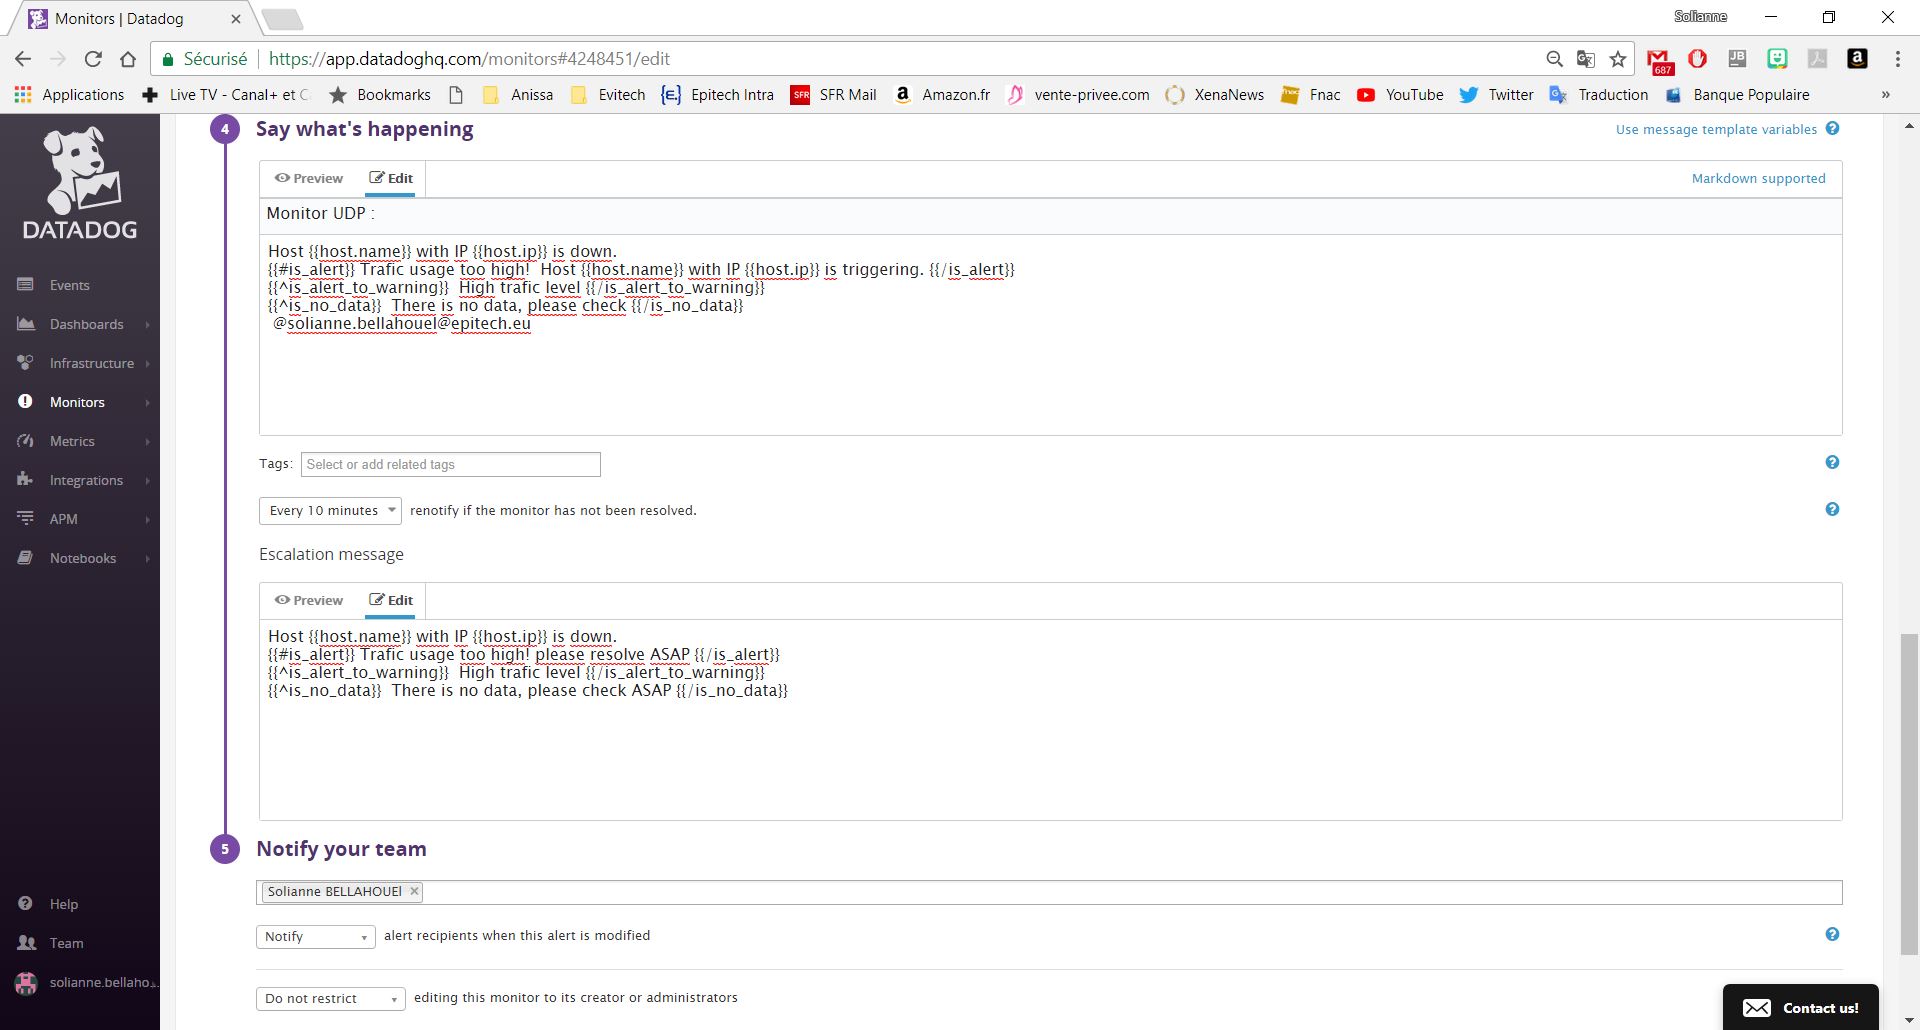 Monitors | Datadog
Solianne
Sécurisé https://app.datadoghq.com/monitors#4248451/edit
687
JB
Applications Live TV - Canal+ et C Bookmarks Anissa Evitech {E.} Epitech Intra SFR SFR Mail Amazon.fr vente-privee.com XenaNews fnac Fnac YouTube Twitter Traduction Banque Populaire »
DATADOG
Events
Dashboards
Infrastructure
Monitors
Metrics
Integrations
APM
Notebooks
Help
Team
solianne.bellaho...
4 Say what's happening
Use message template variables ?
Preview Edit
Markdown supported
Monitor UDP :
Host {{host.name}} with IP {{host.ip}} is down.
{{#is_alert}} Trafic usage too high!  Host {{host.name}} with IP {{host.ip}} is triggering. {{/is_alert}}
{{^is_alert_to_warning}}  High trafic level {{/is_alert_to_warning}}
{{^is_no_data}}  There is no data, please check {{/is_no_data}}
@solianne.bellahouel@epitech.eu
Tags: Select or add related tags ?
Every 10 minutes renotify if the monitor has not been resolved. ?
Escalation message
Preview Edit
Host {{host.name}} with IP {{host.ip}} is down.
{{#is_alert}} Trafic usage too high! please resolve ASAP {{/is_alert}}
{{^is_alert_to_warning}}  High trafic level {{/is_alert_to_warning}}
{{^is_no_data}}  There is no data, please check ASAP {{/is_no_data}}
5 Notify your team
Solianne BELLAHOUEl ×
Notify alert recipients when this alert is modified ?
Do not restrict editing this monitor to its creator or administrators
Contact us!